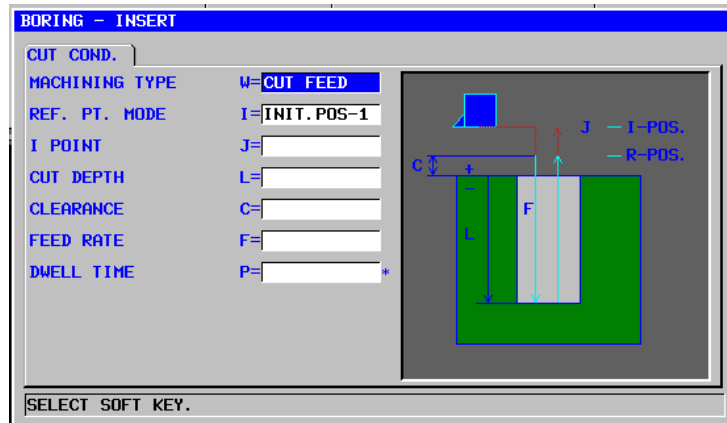 BORING - INSERT
CUT COND.
MACHINING TYPE W=CUT FEED
REF. PT. MODE I=INIT.POS-1
I POINT J=
CUT DEPTH L=
CLEARANCE C=
FEED RATE F=
DWELL TIME P= *
J - I-POS.
- R-POS.
C
+
-
F
L
SELECT SOFT KEY.